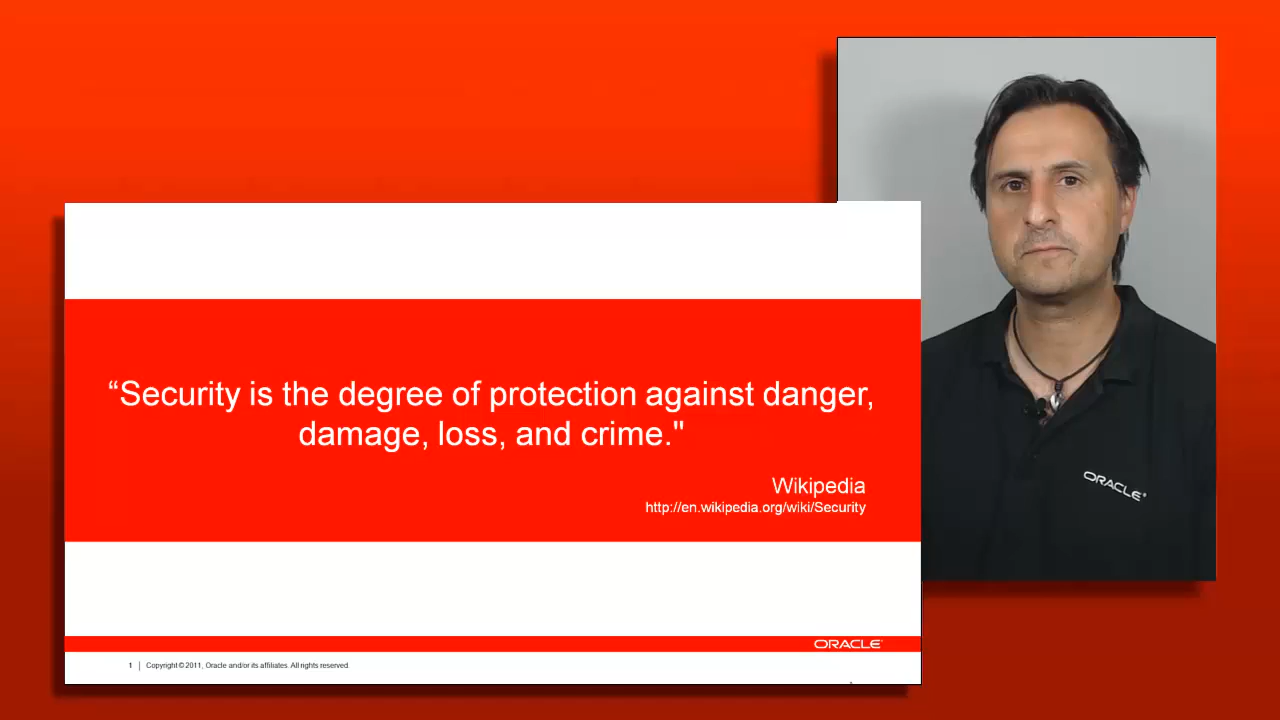 “Security is the degree of protection against danger,
damage, loss, and crime."
Wikipedia
http://en.wikipedia.org/wiki/Security
ORACLE
1 | Copyright © 2011, Oracle and/or its affiliates. All rights reserved.
ORACLE®